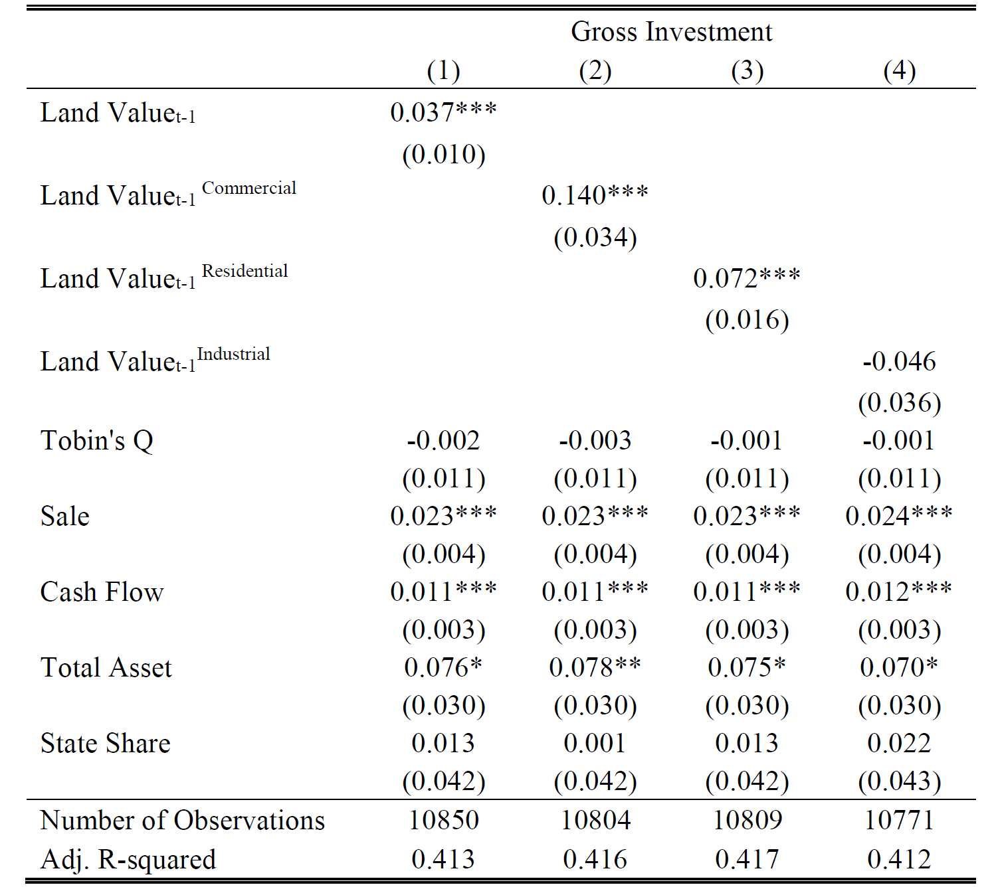 Gross Investment
(1) (2) (3) (4)
Land Valuet-1 0.037***
(0.010)
Land Valuet-1 Commercial 0.140***
(0.034)
Land Valuet-1 Residential 0.072***
(0.016)
Land Valuet-1 Industrial -0.046
(0.036)
Tobin's Q -0.002 -0.003 -0.001 -0.001
(0.011) (0.011) (0.011) (0.011)
Sale 0.023*** 0.023*** 0.023*** 0.024***
(0.004) (0.004) (0.004) (0.004)
Cash Flow 0.011*** 0.011*** 0.011*** 0.012***
(0.003) (0.003) (0.003) (0.003)
Total Asset 0.076* 0.078** 0.075* 0.070*
(0.030) (0.030) (0.030) (0.030)
State Share 0.013 0.001 0.013 0.022
(0.042) (0.042) (0.042) (0.043)
Number of Observations 10850 10804 10809 10771
Adj. R-squared 0.413 0.416 0.417 0.412